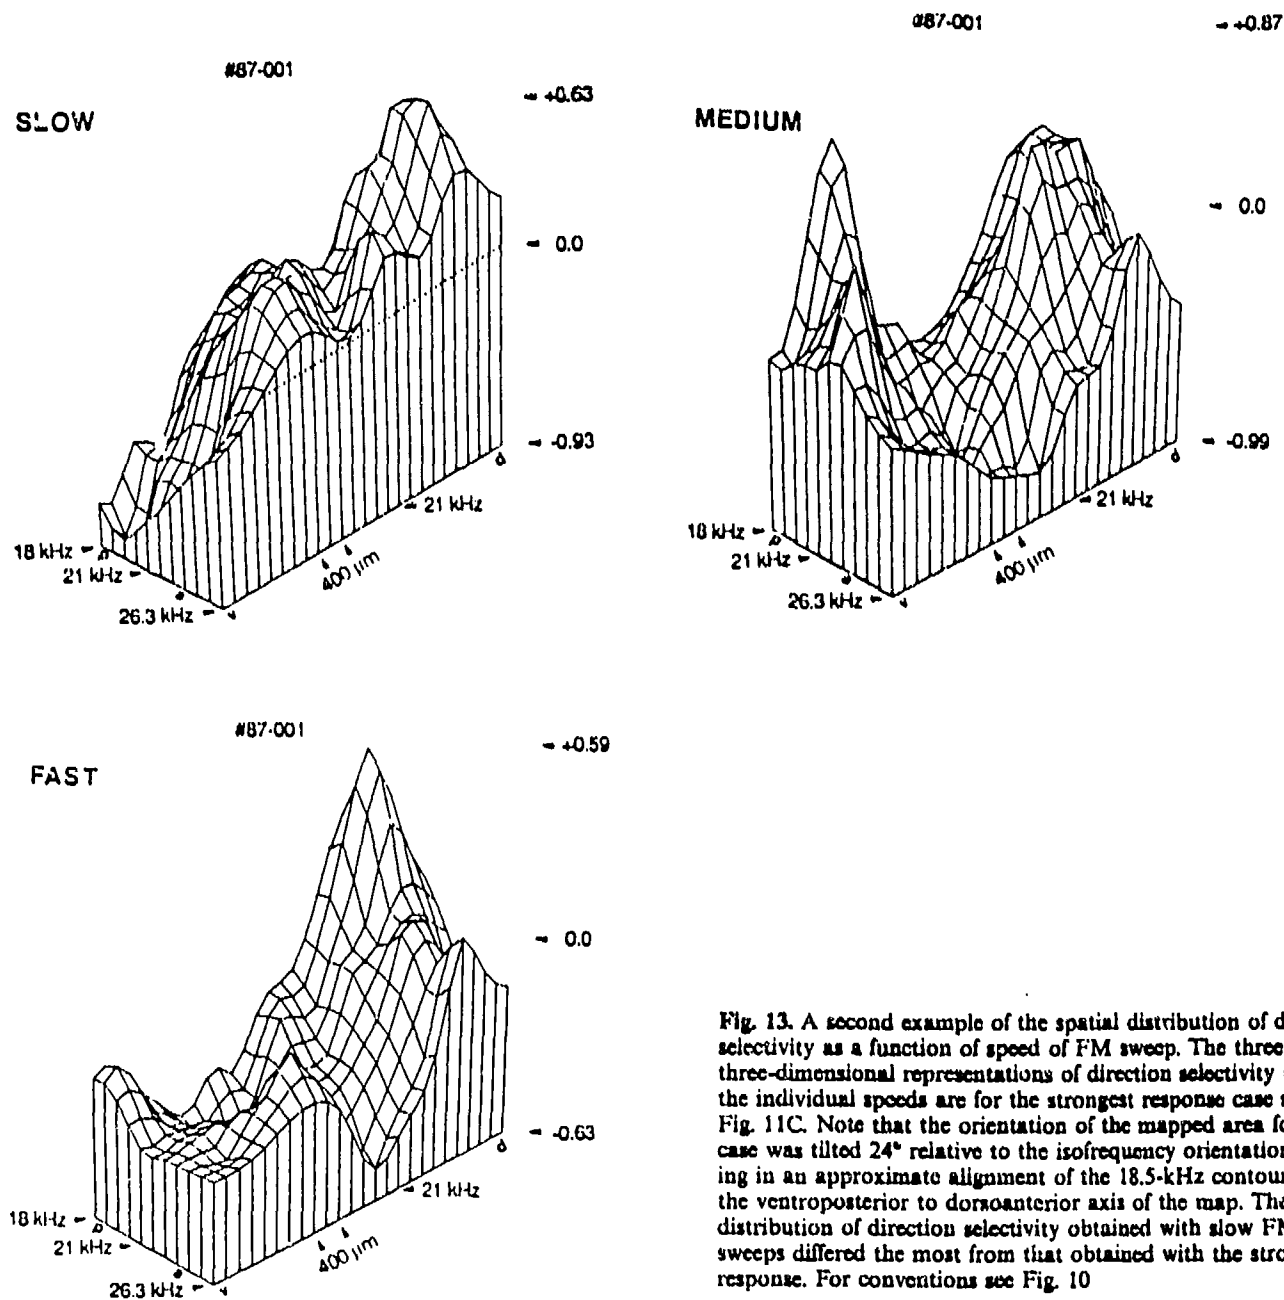 #87-001
SLOW
+0.63
0.0
-0.93
d
21 kHz
400 µm
18 kHz
p
21 kHz
a
26.3 kHz
v
#87-001
MEDIUM
+0.87
0.0
-0.99
d
21 kHz
400 µm
18 kHz
p
21 kHz
a
26.3 kHz
v
#87-001
FAST
+0.59
0.0
-0.63
d
21 kHz
400 µm
18 kHz
p
21 kHz
a
26.3 kHz
v
Fig. 13. A second example of the spatial distribution of d
selectivity as a function of speed of FM sweep. The three
three-dimensional representations of direction selectivity
the individual speeds are for the strongest response case
Fig. 11C. Note that the orientation of the mapped area fo
case was tilted 24° relative to the isofrequency orientation
ing in an approximate alignment of the 18.5-kHz contour
the ventroposterior to dorsoanterior axis of the map. The
distribution of direction selectivity obtained with slow FM
sweeps differed the most from that obtained with the stro
response. For conventions see Fig. 10